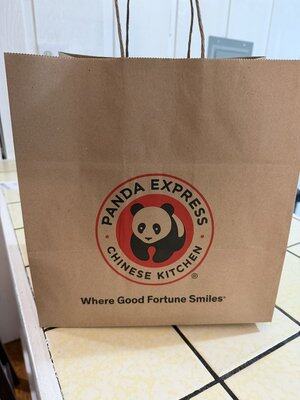 PANDA EXPRESS
CHINESE KITCHEN
®
Where Good Fortune Smiles